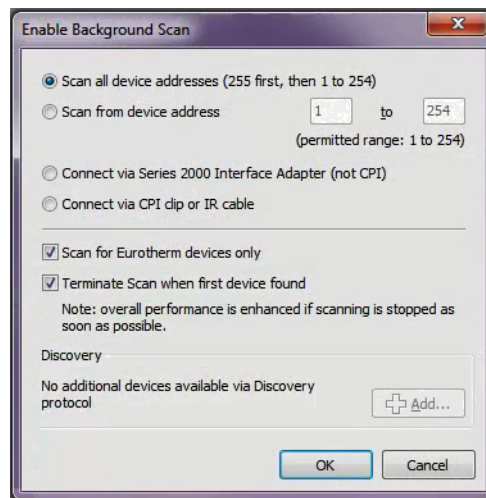 Enable Background Scan
Scan all device addresses (255 first, then 1 to 254)
Scan from device address 1 to 254
(permitted range: 1 to 254)
Connect via Series 2000 Interface Adapter (not CPI)
Connect via CPI clip or IR cable
Scan for Eurotherm devices only
Terminate Scan when first device found
Note: overall performance is enhanced if scanning is stopped as
soon as possible.
Discovery
No additional devices available via Discovery
protocol
Add...
OK Cancel